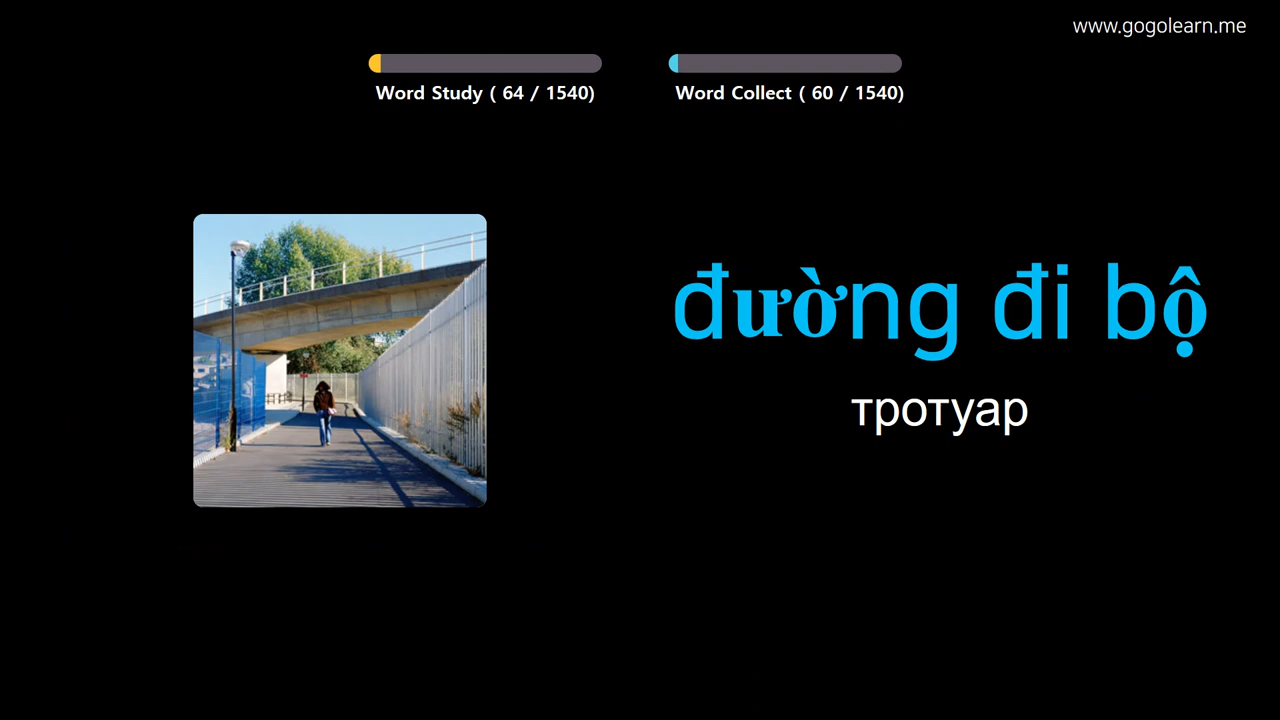 www.gogolearn.me
Word Study ( 64 / 1540)
Word Collect ( 60 / 1540)
đường đi bộ
тротуар